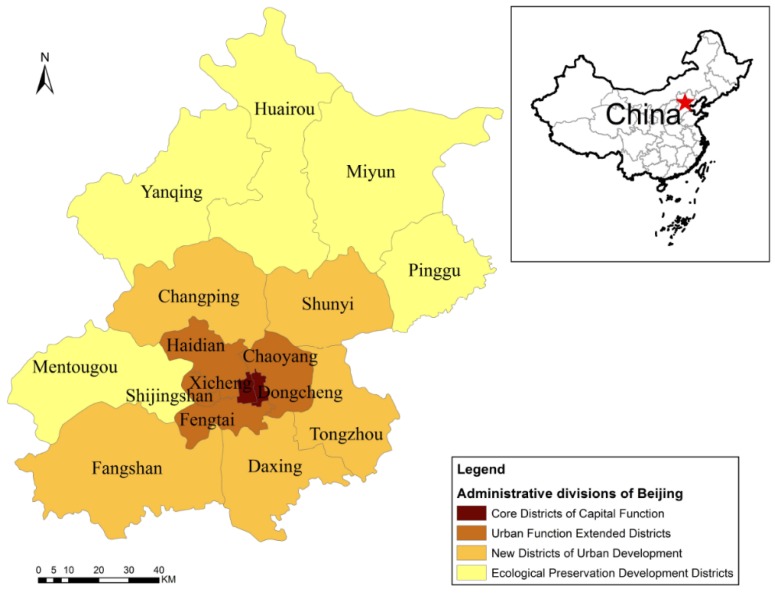 N
Huairou
China
Miyun
Yanqing
Pinggu
Changping
Shunyi
Haidian
Chaoyang
Mentougou
Xicheng
Dongcheng
Shijingshan
Fengtai
Tongzhou
Fangshan
Daxing
Legend
Administrative divisions of Beijing
Core Districts of Capital Function
Urban Function Extended Districts
New Districts of Urban Development
Ecological Preservation Development Districts
0 5 10 20 30 40
KM